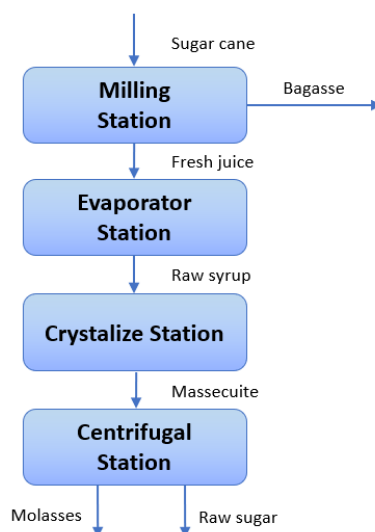 Sugar cane
Milling
Station
Bagasse
Fresh juice
Evaporator
Station
Raw syrup
Crystalize Station
Massecuite
Centrifugal
Station
Molasses
Raw sugar